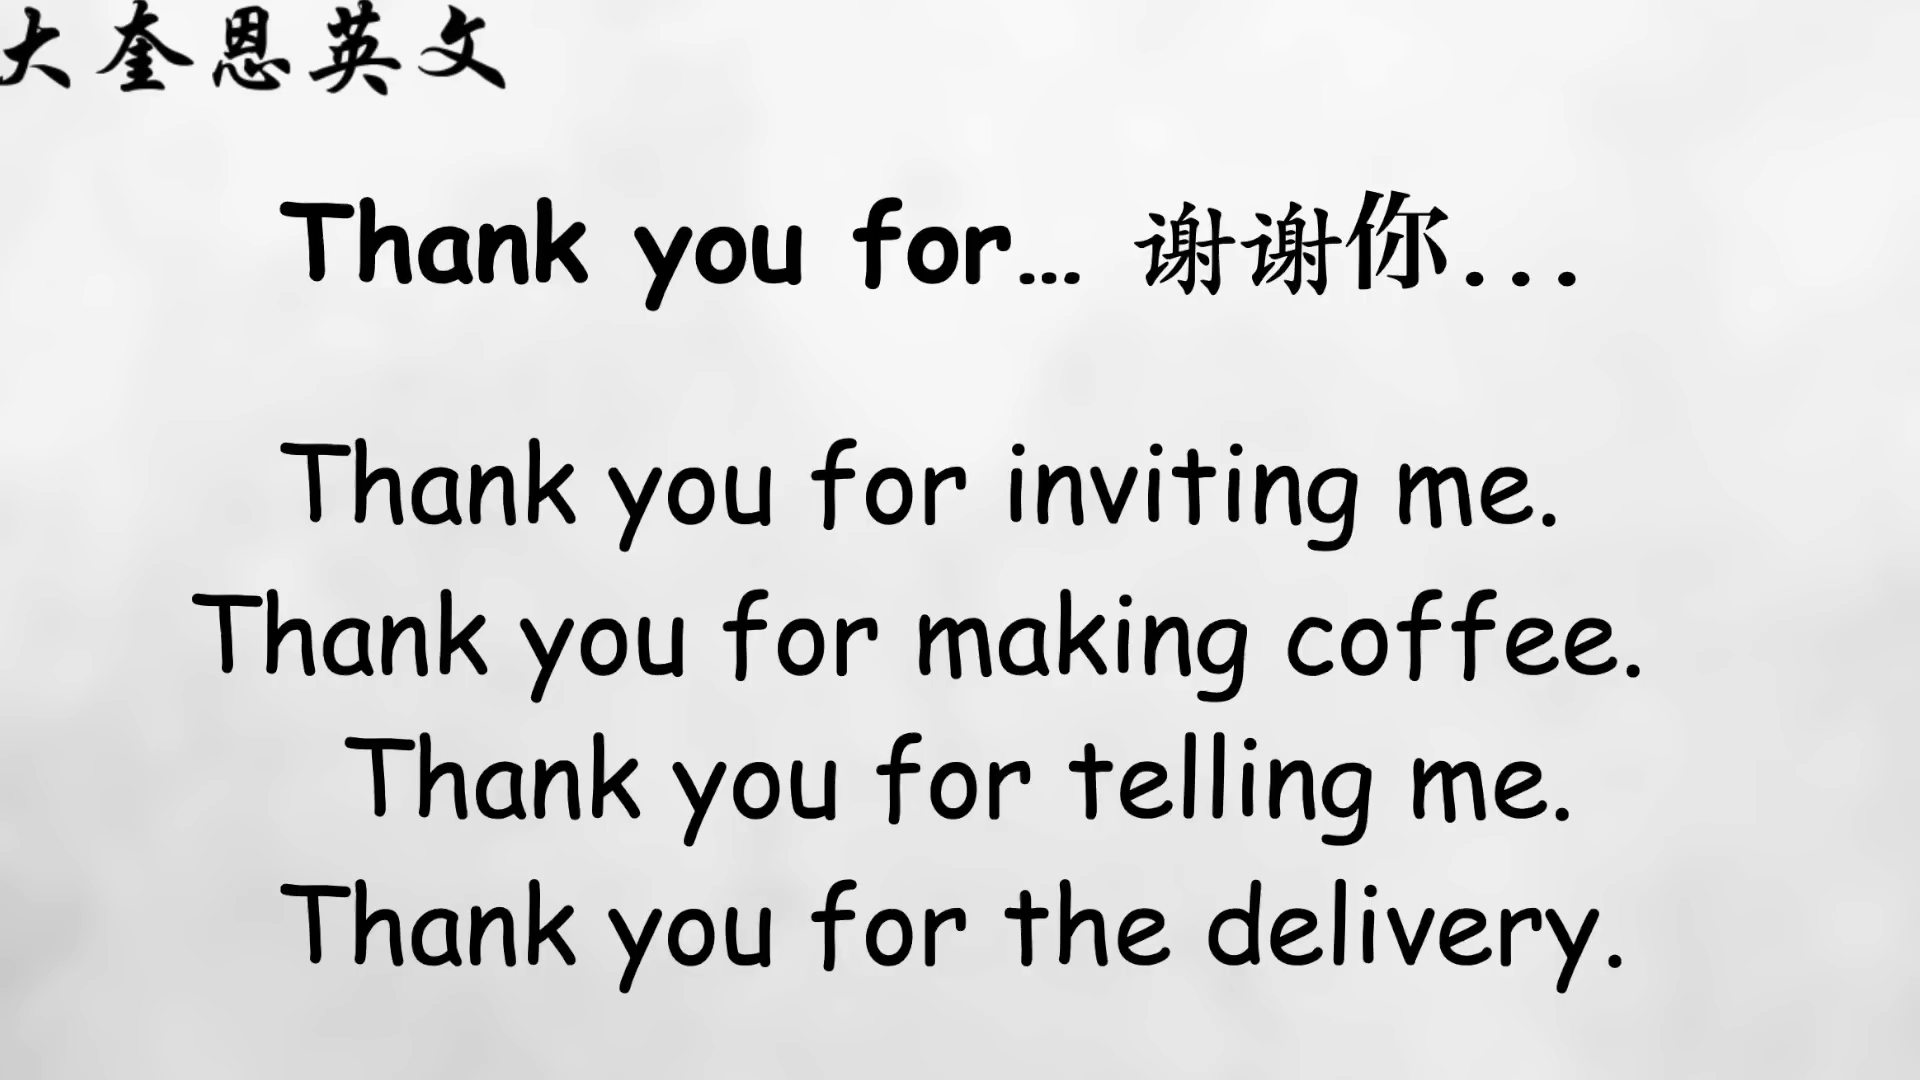 大奎恩英文
Thank you for... 谢谢你...
Thank you for inviting me.
Thank you for making coffee.
Thank you for telling me.
Thank you for the delivery.